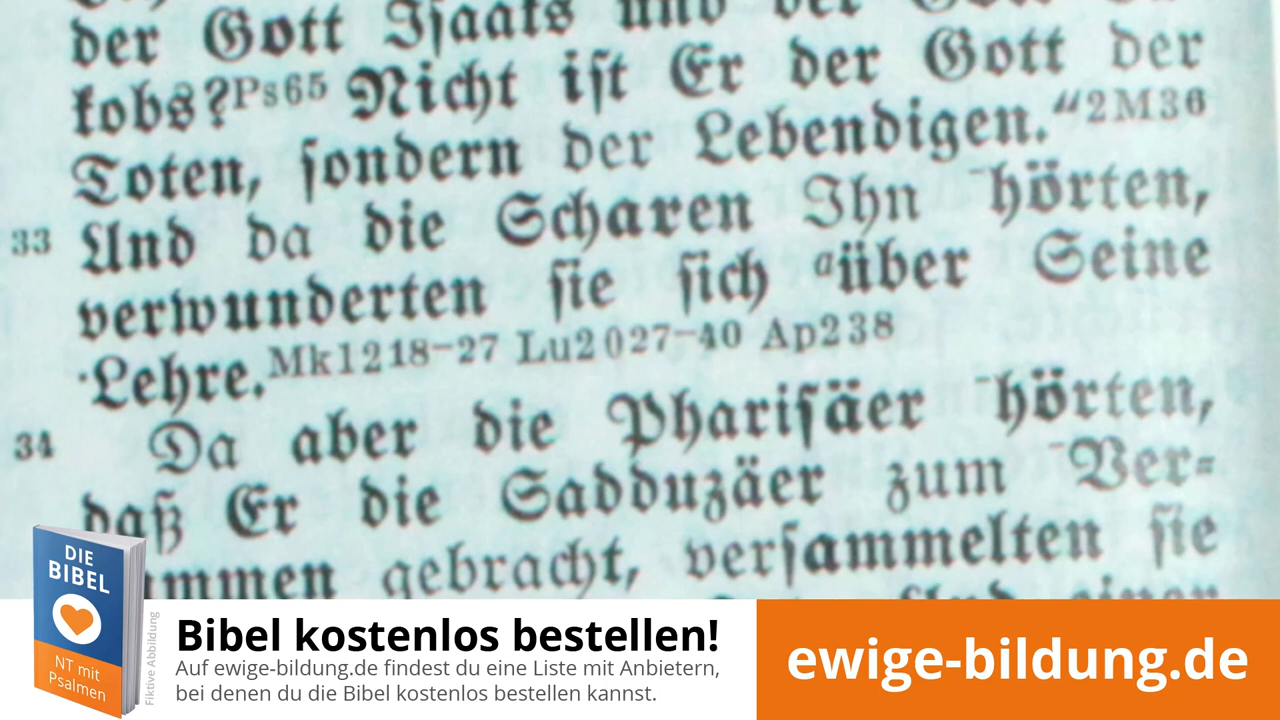 der Gott Isaaks und der Gott
kobs?Ps65 Nicht ist Er der Gott der
Toten, sondern der Lebendigen.“2M36
33 Und da die Scharen Ihn ¯hörten,
verwunderten sie sich aüber Seine
·Lehre.Mk1218–27 Lu2027–40 Ap238
34 Da aber die Pharisäer ¯hörten,
daß Er die Sadduzäer zum ¯Ver=
ammen gebracht, versammelten sie
Und einer
DIE
BIBEL
NT mit
Psalmen
Fiktive Abbildung
Bibel kostenlos bestellen!
Auf ewige-bildung.de findest du eine Liste mit Anbietern,
bei denen du die Bibel kostenlos bestellen kannst.
ewige-bildung.de